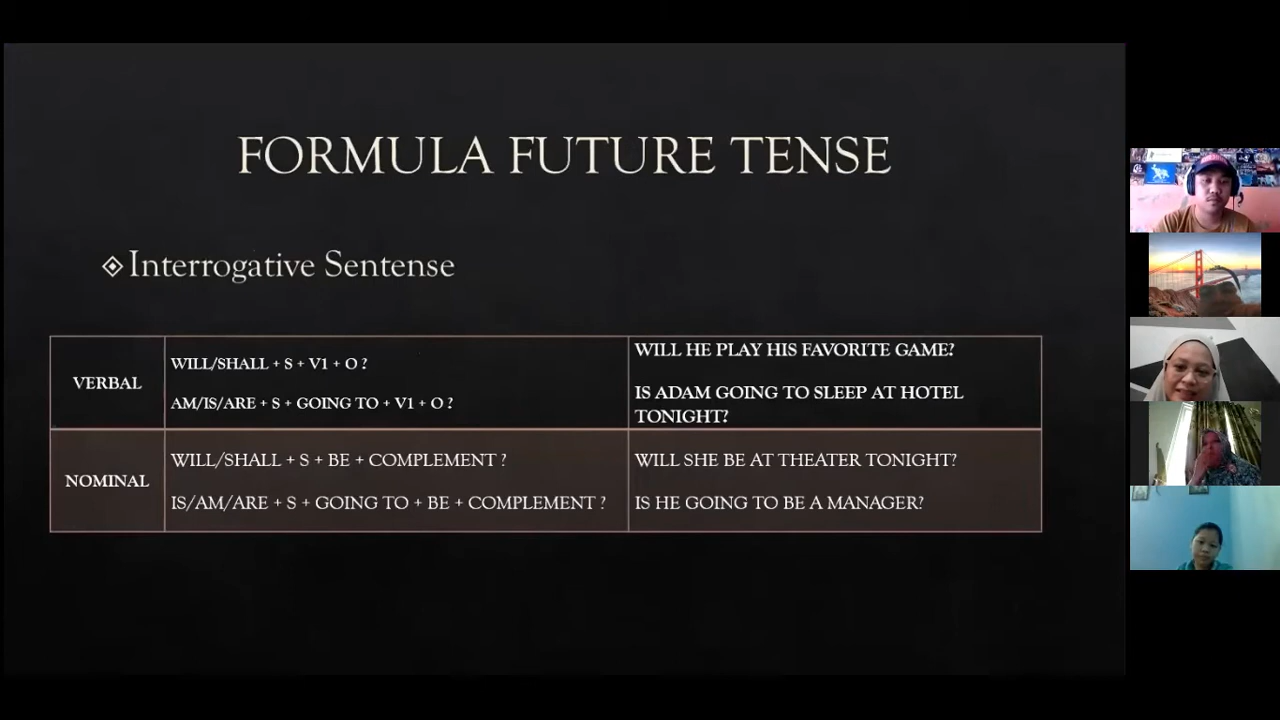 FORMULA FUTURE TENSE
Interrogative Sentense
VERBAL
WILL/SHALL + S + V1 + O ?
AM/IS/ARE + S + GOING TO + V1 + O ?
WILL HE PLAY HIS FAVORITE GAME?
IS ADAM GOING TO SLEEP AT HOTEL
TONIGHT?
NOMINAL
WILL/SHALL + S + BE + COMPLEMENT ?
IS/AM/ARE + S + GOING TO + BE + COMPLEMENT ?
WILL SHE BE AT THEATER TONIGHT?
IS HE GOING TO BE A MANAGER?